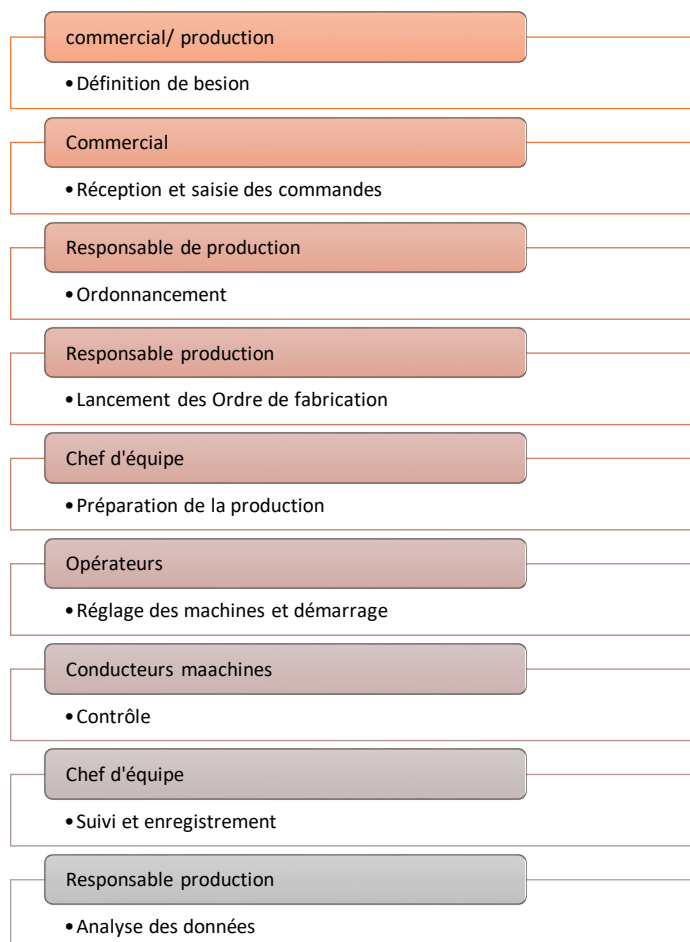 commercial/ production
•Définition de besion
Commercial
•Réception et saisie des commandes
Responsable de production
•Ordonnancement
Responsable production
•Lancement des Ordre de fabrication
Chef d'équipe
•Préparation de la production
Opérateurs
•Réglage des machines et démarrage
Conducteurs maachines
•Contrôle
Chef d'équipe
•Suivi et enregistrement
Responsable production
•Analyse des données